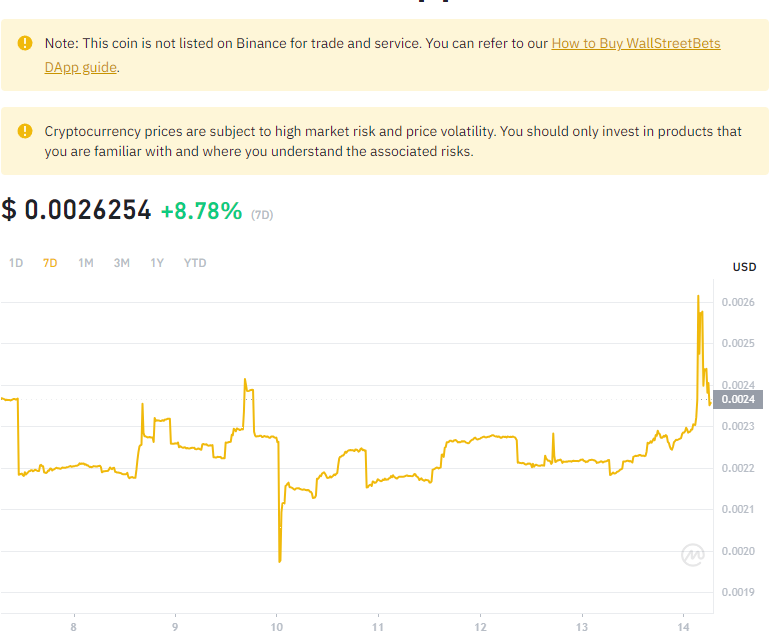 Note: This coin is not listed on Binance for trade and service. You can refer to our How to Buy WallStreetBets
DApp guide.
Cryptocurrency prices are subject to high market risk and price volatility. You should only invest in products that
you are familiar with and where you understand the associated risks.
$ 0.0026254 +8.78% (7D)
1D 7D 1M 3M 1Y YTD
USD
0.0026
0.0025
0.0024
0.0024
0.0023
0.0022
0.0021
0.0020
0.0019
8 9 10 11 12 13 14